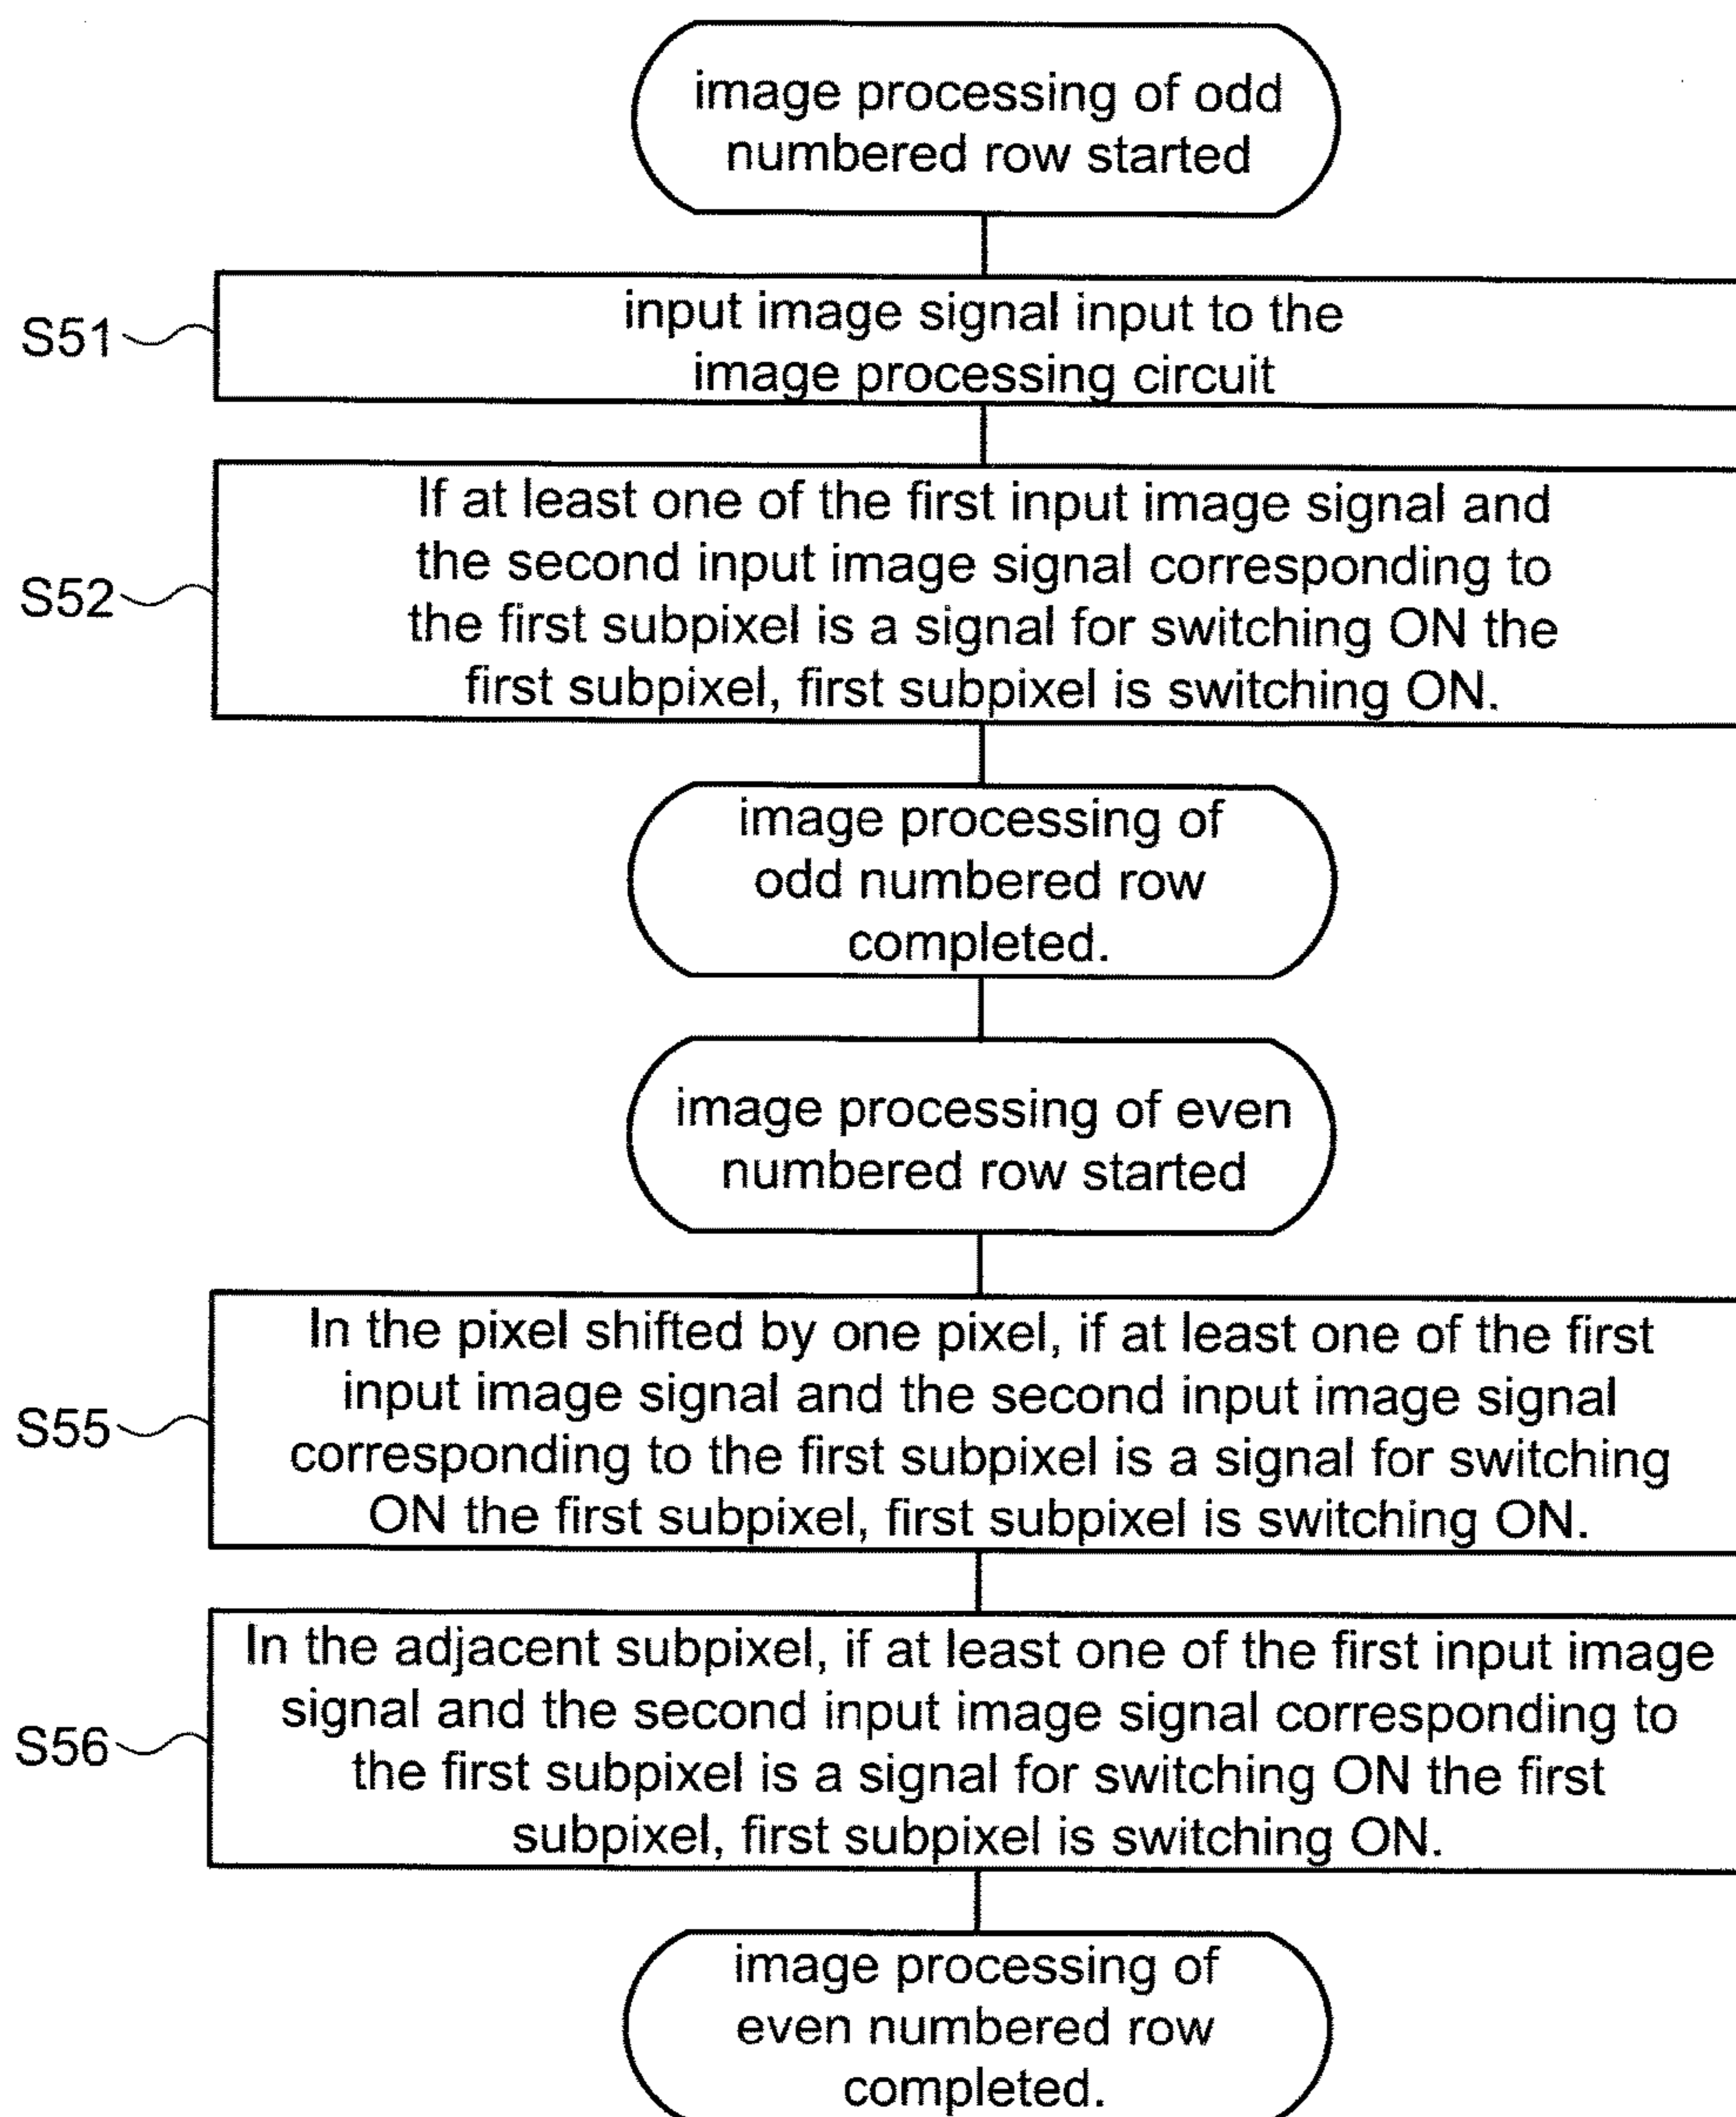 image processing of odd
numbered row started
S51
input image signal input to the
image processing circuit
S52
If at least one of the first input image signal and
the second input image signal corresponding to
the first subpixel is a signal for switching ON the
first subpixel, first subpixel is switching ON.
image processing of
odd numbered row
completed.
image processing of even
numbered row started
S55
In the pixel shifted by one pixel, if at least one of the first
input image signal and the second input image signal
corresponding to the first subpixel is a signal for switching
ON the first subpixel, first subpixel is switching ON.
S56
In the adjacent subpixel, if at least one of the first input image
signal and the second input image signal corresponding to
the first subpixel is a signal for switching ON the first
subpixel, first subpixel is switching ON.
image processing of
even numbered row
completed.